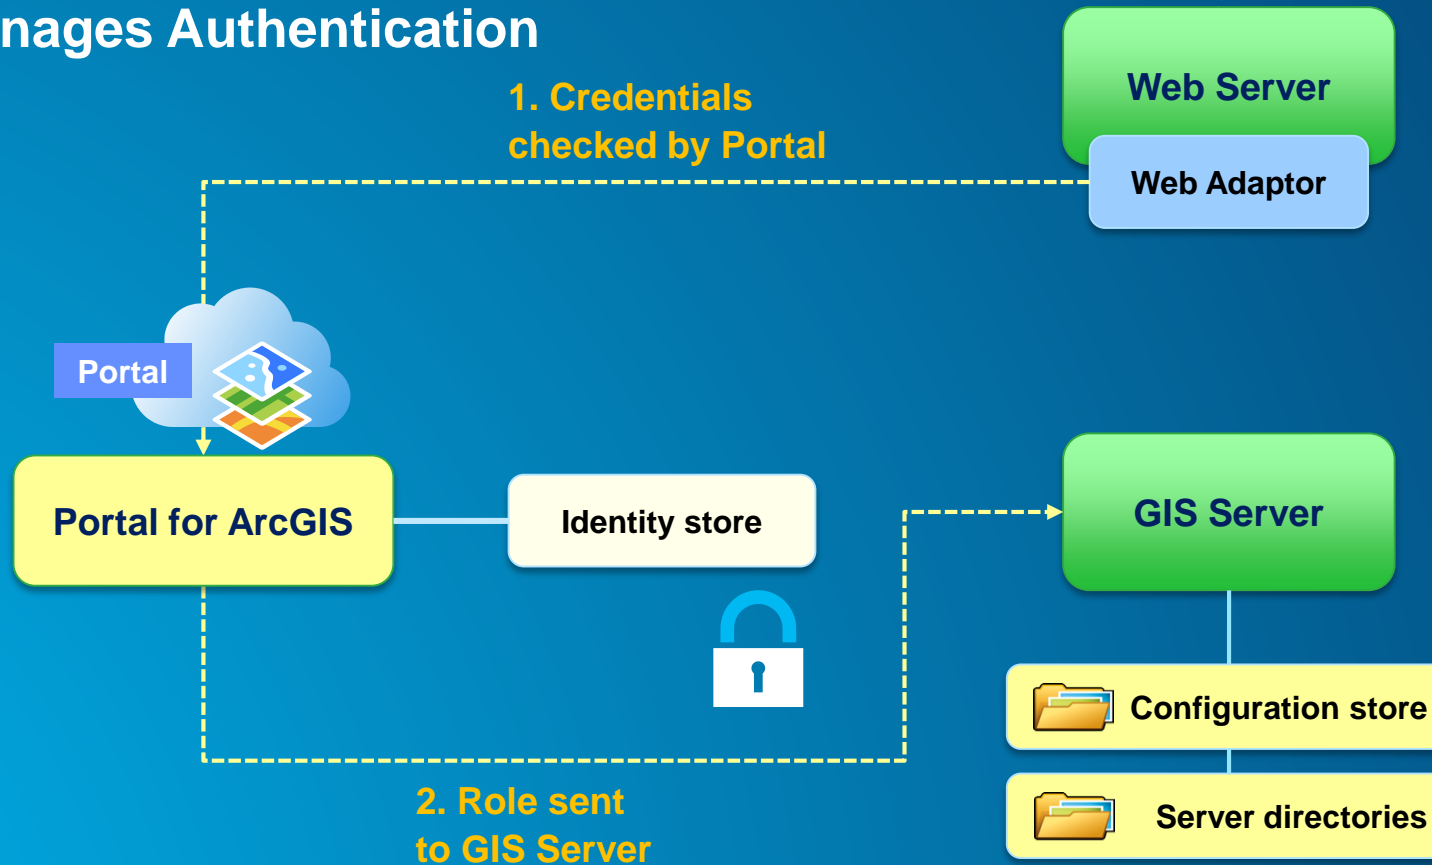 nages Authentication
1. Credentials
checked by Portal
Web Server
Web Adaptor
Portal
Portal for ArcGIS
Identity store
GIS Server
Configuration store
Server directories
2. Role sent
to GIS Server